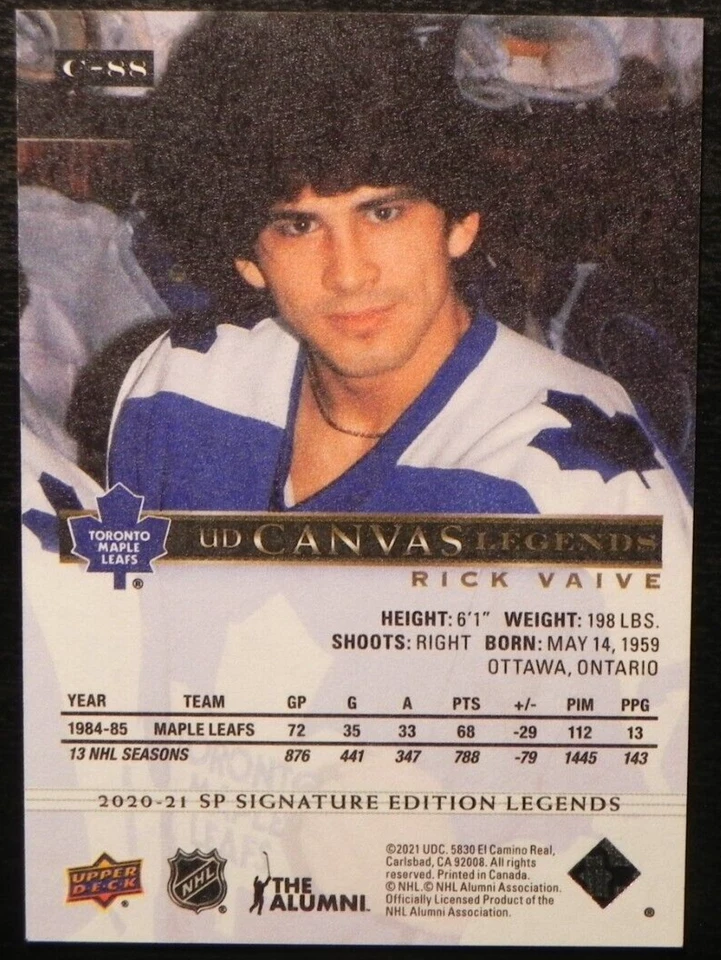 C-88
TORONTO
MAPLE
LEAFS
®
UD CANVAS LEGENDS
RICK VAIVE
HEIGHT: 6'1" WEIGHT: 198 LBS.
SHOOTS: RIGHT BORN: MAY 14, 1959
OTTAWA, ONTARIO
YEAR TEAM GP G A PTS +/- PIM PPG
1984-85 MAPLE LEAFS 72 35 33 68 -29 112 13
13 NHL SEASONS 876 441 347 788 -79 1445 143
2020-21 SP SIGNATURE EDITION LEGENDS
UPPER
DECK
®
NHL
®
THE
ALUMNI
©2021 UDC. 5830 El Camino Real,
Carlsbad, CA 92008. All rights
reserved. Printed in Canada.
© NHL.© NHL Alumni Association.
Officially Licensed Product of the
NHL Alumni Association.
®